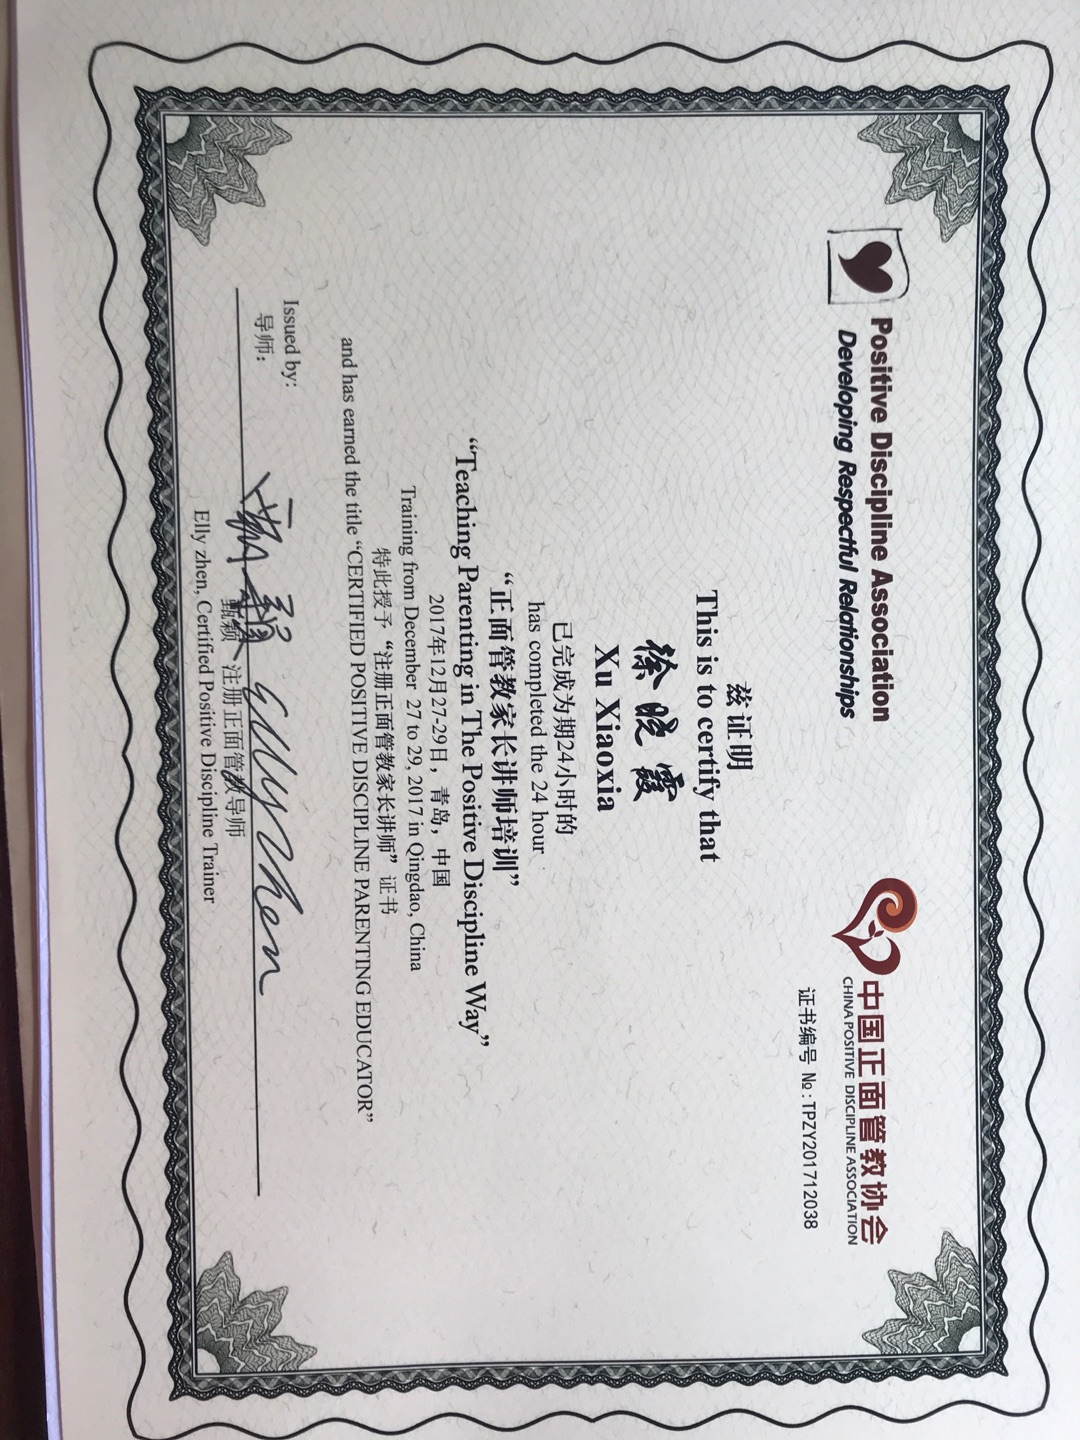 Positive Discipline Association
Developing Respectful Relationships
中国正面管教协会
CHINA POSITIVE DISCIPLINE ASSOCIATION
证书编号 №:TPZY201712038
兹证明
This is to certify that
徐晓霞
Xu Xiaoxia
已完成为期24小时的
has completed the 24 hour
“正面管教家长讲师培训”
“Teaching Parenting in The Positive Discipline Way”
2017年12月27-29日，青岛，中国
Training from December 27 to 29, 2017 in Qingdao, China
特此授予“注册正面管教家长讲师”证书
and has earned the title “CERTIFIED POSITIVE DISCIPLINE PARENTING EDUCATOR”
Issued by:
导师：
甄颖 Elly zhen
甄颖 注册正面管教导师
Elly zhen, Certified Positive Discipline Trainer